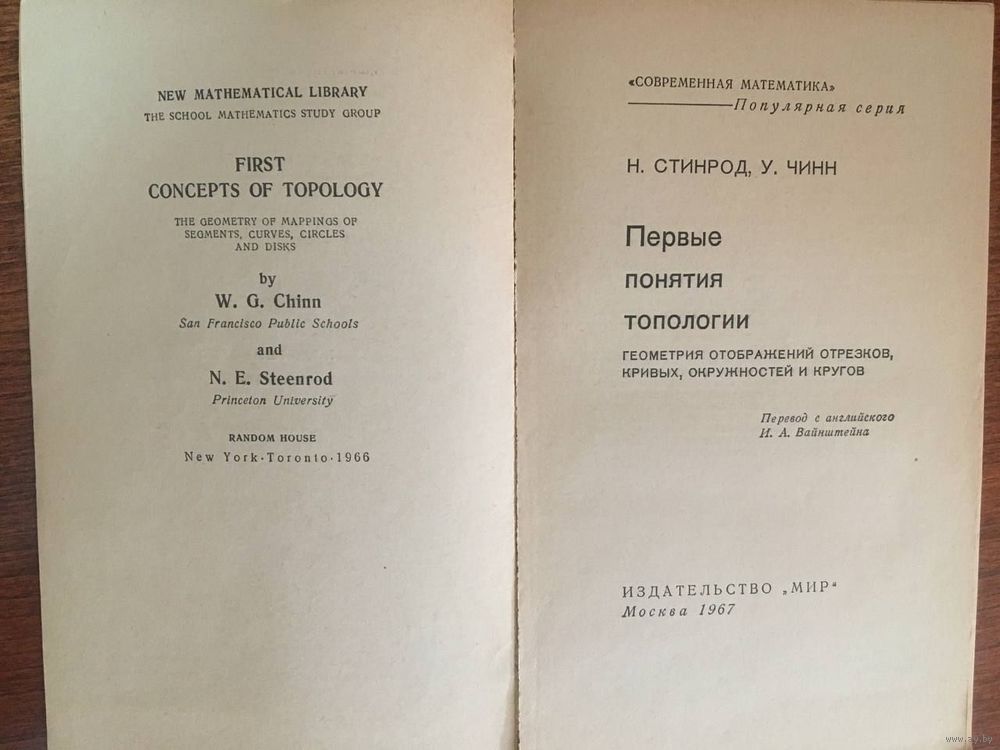 NEW MATHEMATICAL LIBRARY
THE SCHOOL MATHEMATICS STUDY GROUP
FIRST
CONCEPTS OF TOPOLOGY
THE GEOMETRY OF MAPPINGS OF
SEGMENTS, CURVES, CIRCLES
AND DISKS
by
W. G. Chinn
San Francisco Public Schools
and
N. E. Steenrod
Princeton University
RANDOM HOUSE
New York·Toronto·1966
«СОВРЕМЕННАЯ МАТЕМАТИКА»
Популярная серия
Н. СТИНРОД, У. ЧИНН
Первые
понятия
топологии
ГЕОМЕТРИЯ ОТОБРАЖЕНИЙ ОТРЕЗКОВ,
КРИВЫХ, ОКРУЖНОСТЕЙ И КРУГОВ
Перевод с английского
И. А. Вайнштейна
ИЗДАТЕЛЬСТВО „МИР“
Москва 1967
www.ay.by